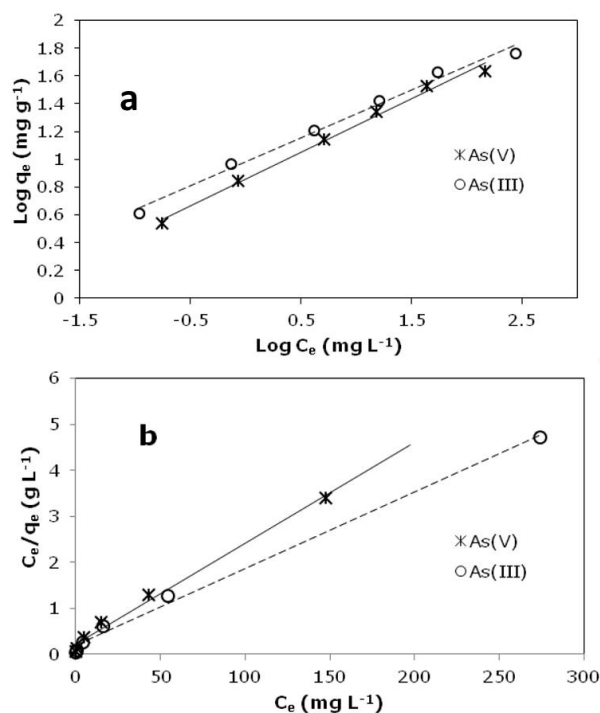 1.8
1.6
1.4
1.2
1
0.8
0.6
0.4
0.2
0
Log qₑ (mg g⁻¹)
a
As(V)
As(III)
-1.5 -0.5 0.5 1.5 2.5
Log Cₑ (mg L⁻¹)
6
5
4
3
2
1
0
Cₑ/qₑ (g L⁻¹)
b
As(V)
As(III)
0 50 100 150 200 250 300
Cₑ (mg L⁻¹)